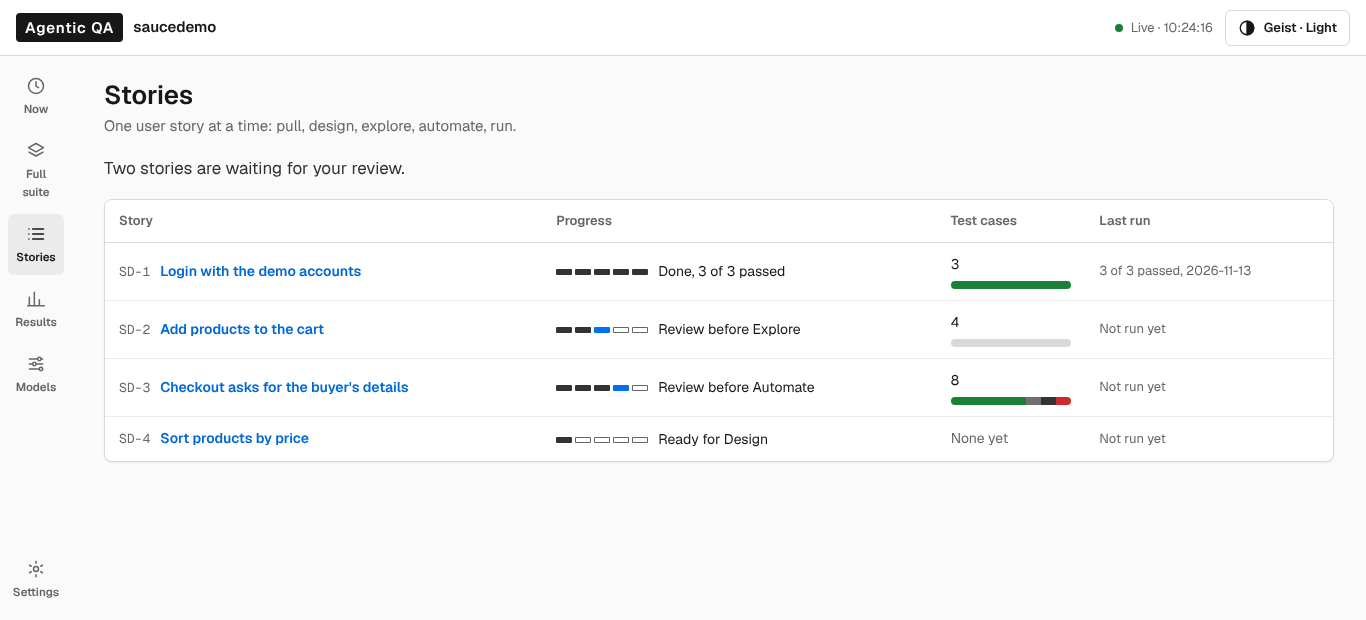 Agentic QA saucedemo
Live · 10:24:16
Geist · Light
Now
Full
suite
Stories
Results
Models
Settings
Stories
One user story at a time: pull, design, explore, automate, run.
Two stories are waiting for your review.
Story Progress Test cases Last run
SD-1 Login with the demo accounts Done, 3 of 3 passed 3 3 of 3 passed, 2026-11-13
SD-2 Add products to the cart Review before Explore 4 Not run yet
SD-3 Checkout asks for the buyer's details Review before Automate 8 Not run yet
SD-4 Sort products by price Ready for Design None yet Not run yet